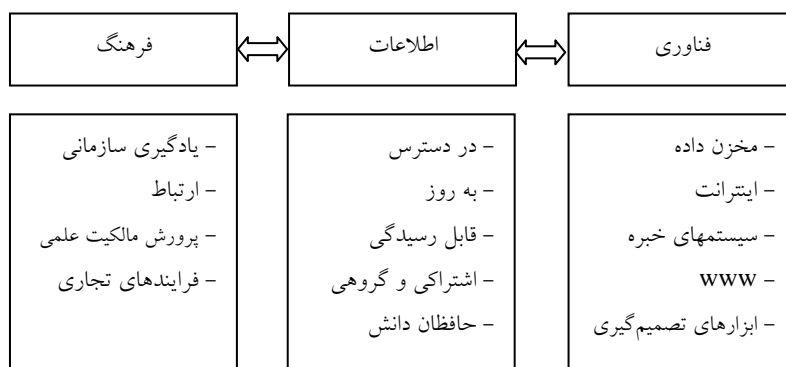 فناوری
اطلاعات
فرهنگ
– مخزن داده
– اینترانت
– سیستمهای خبره
– www
– ابزارهای تصمیم‌گیری
– در دسترس
– به روز
– قابل رسیدگی
– اشتراکی و گروهی
– حافظان دانش
– یادگیری سازمانی
– ارتباط
– پرورش مالکیت علمی
– فرایندهای تجاری